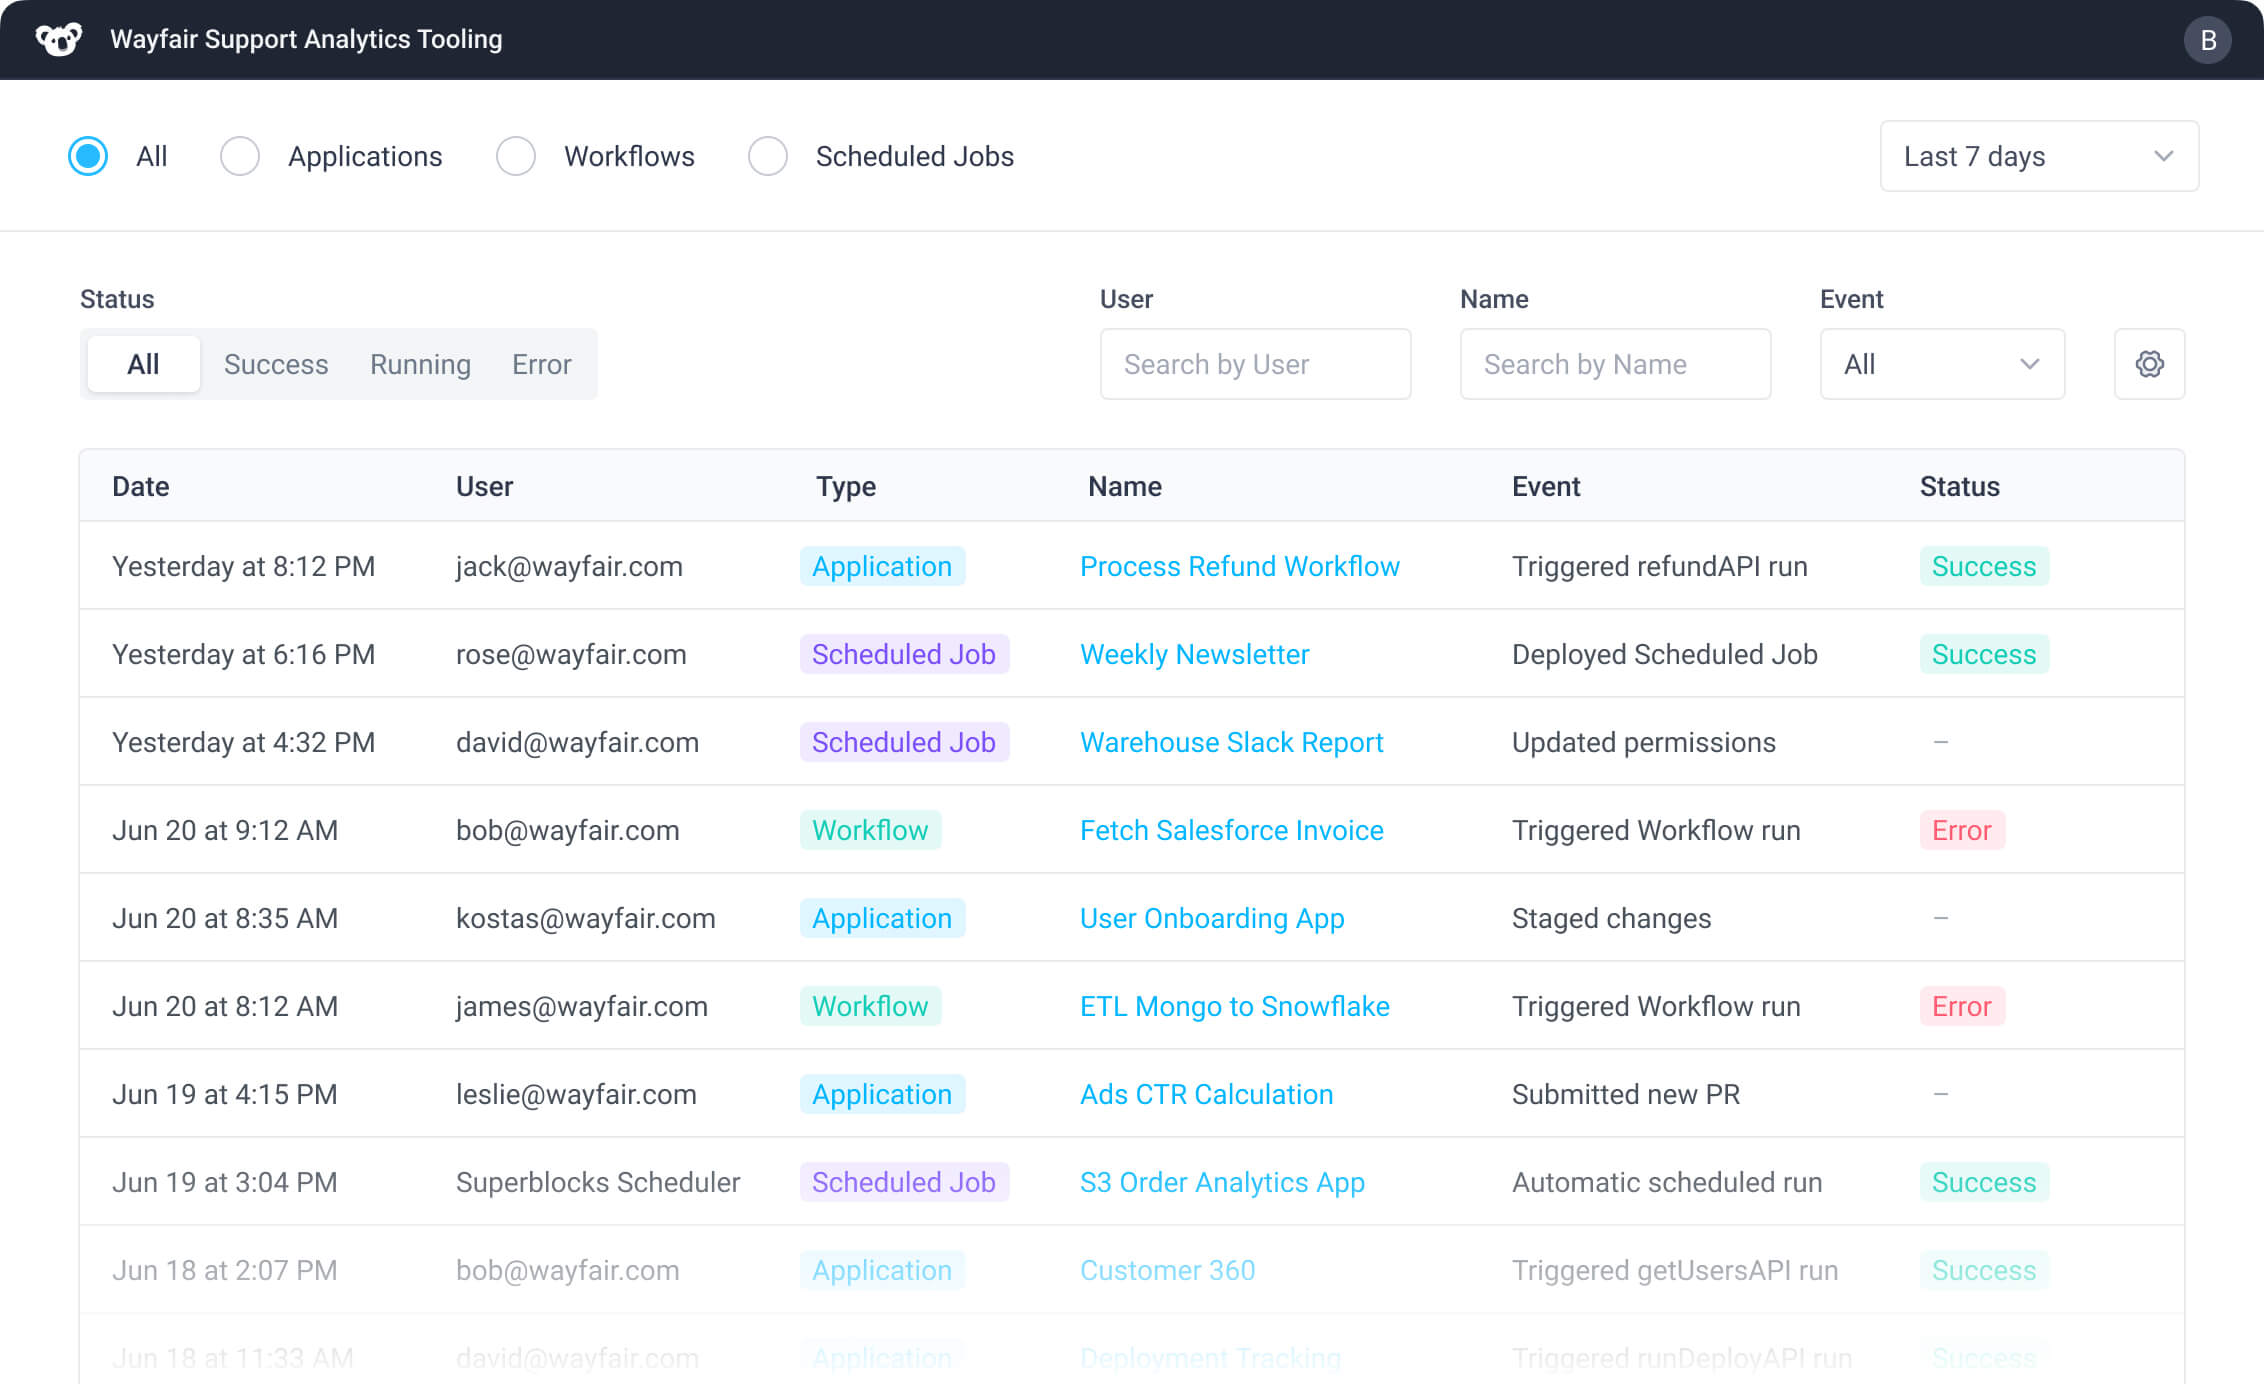 Wayfair Support Analytics Tooling B
All Applications Workflows Scheduled Jobs Last 7 days
Status User Name Event
All Success Running Error Search by User Search by Name All
Date User Type Name Event Status
Yesterday at 8:12 PM jack@wayfair.com Application Process Refund Workflow Triggered refundAPI run Success
Yesterday at 6:16 PM rose@wayfair.com Scheduled Job Weekly Newsletter Deployed Scheduled Job Success
Yesterday at 4:32 PM david@wayfair.com Scheduled Job Warehouse Slack Report Updated permissions –
Jun 20 at 9:12 AM bob@wayfair.com Workflow Fetch Salesforce Invoice Triggered Workflow run Error
Jun 20 at 8:35 AM kostas@wayfair.com Application User Onboarding App Staged changes –
Jun 20 at 8:12 AM james@wayfair.com Workflow ETL Mongo to Snowflake Triggered Workflow run Error
Jun 19 at 4:15 PM leslie@wayfair.com Application Ads CTR Calculation Submitted new PR –
Jun 19 at 3:04 PM Superblocks Scheduler Scheduled Job S3 Order Analytics App Automatic scheduled run Success
Jun 18 at 2:07 PM bob@wayfair.com Application Customer 360 Triggered getUsersAPI run Success
Jun 18 at 11:33 AM david@wayfair.com Application Deployment Tracking Triggered runDeployAPI run Success